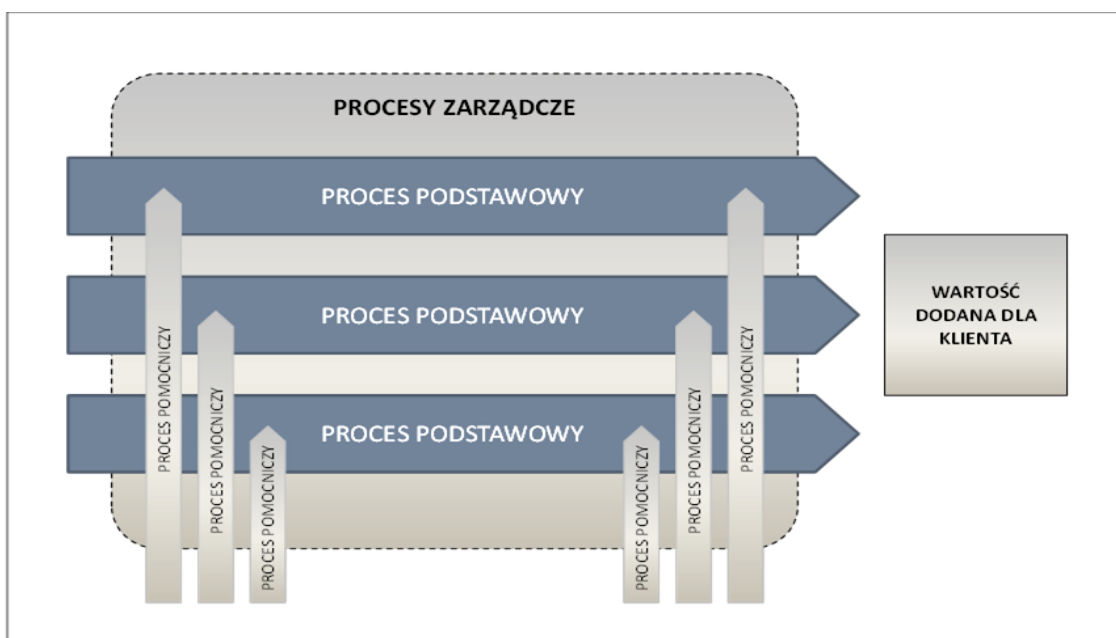 PROCESY ZARZĄDCZE
PROCES PODSTAWOWY
PROCES PODSTAWOWY
PROCES PODSTAWOWY
WARTOŚĆ
DODANA DLA
KLIENTA
PROCES POMOCNICZY
PROCES POMOCNICZY
PROCES POMOCNICZY
PROCES POMOCNICZY
PROCES POMOCNICZY
PROCES POMOCNICZY